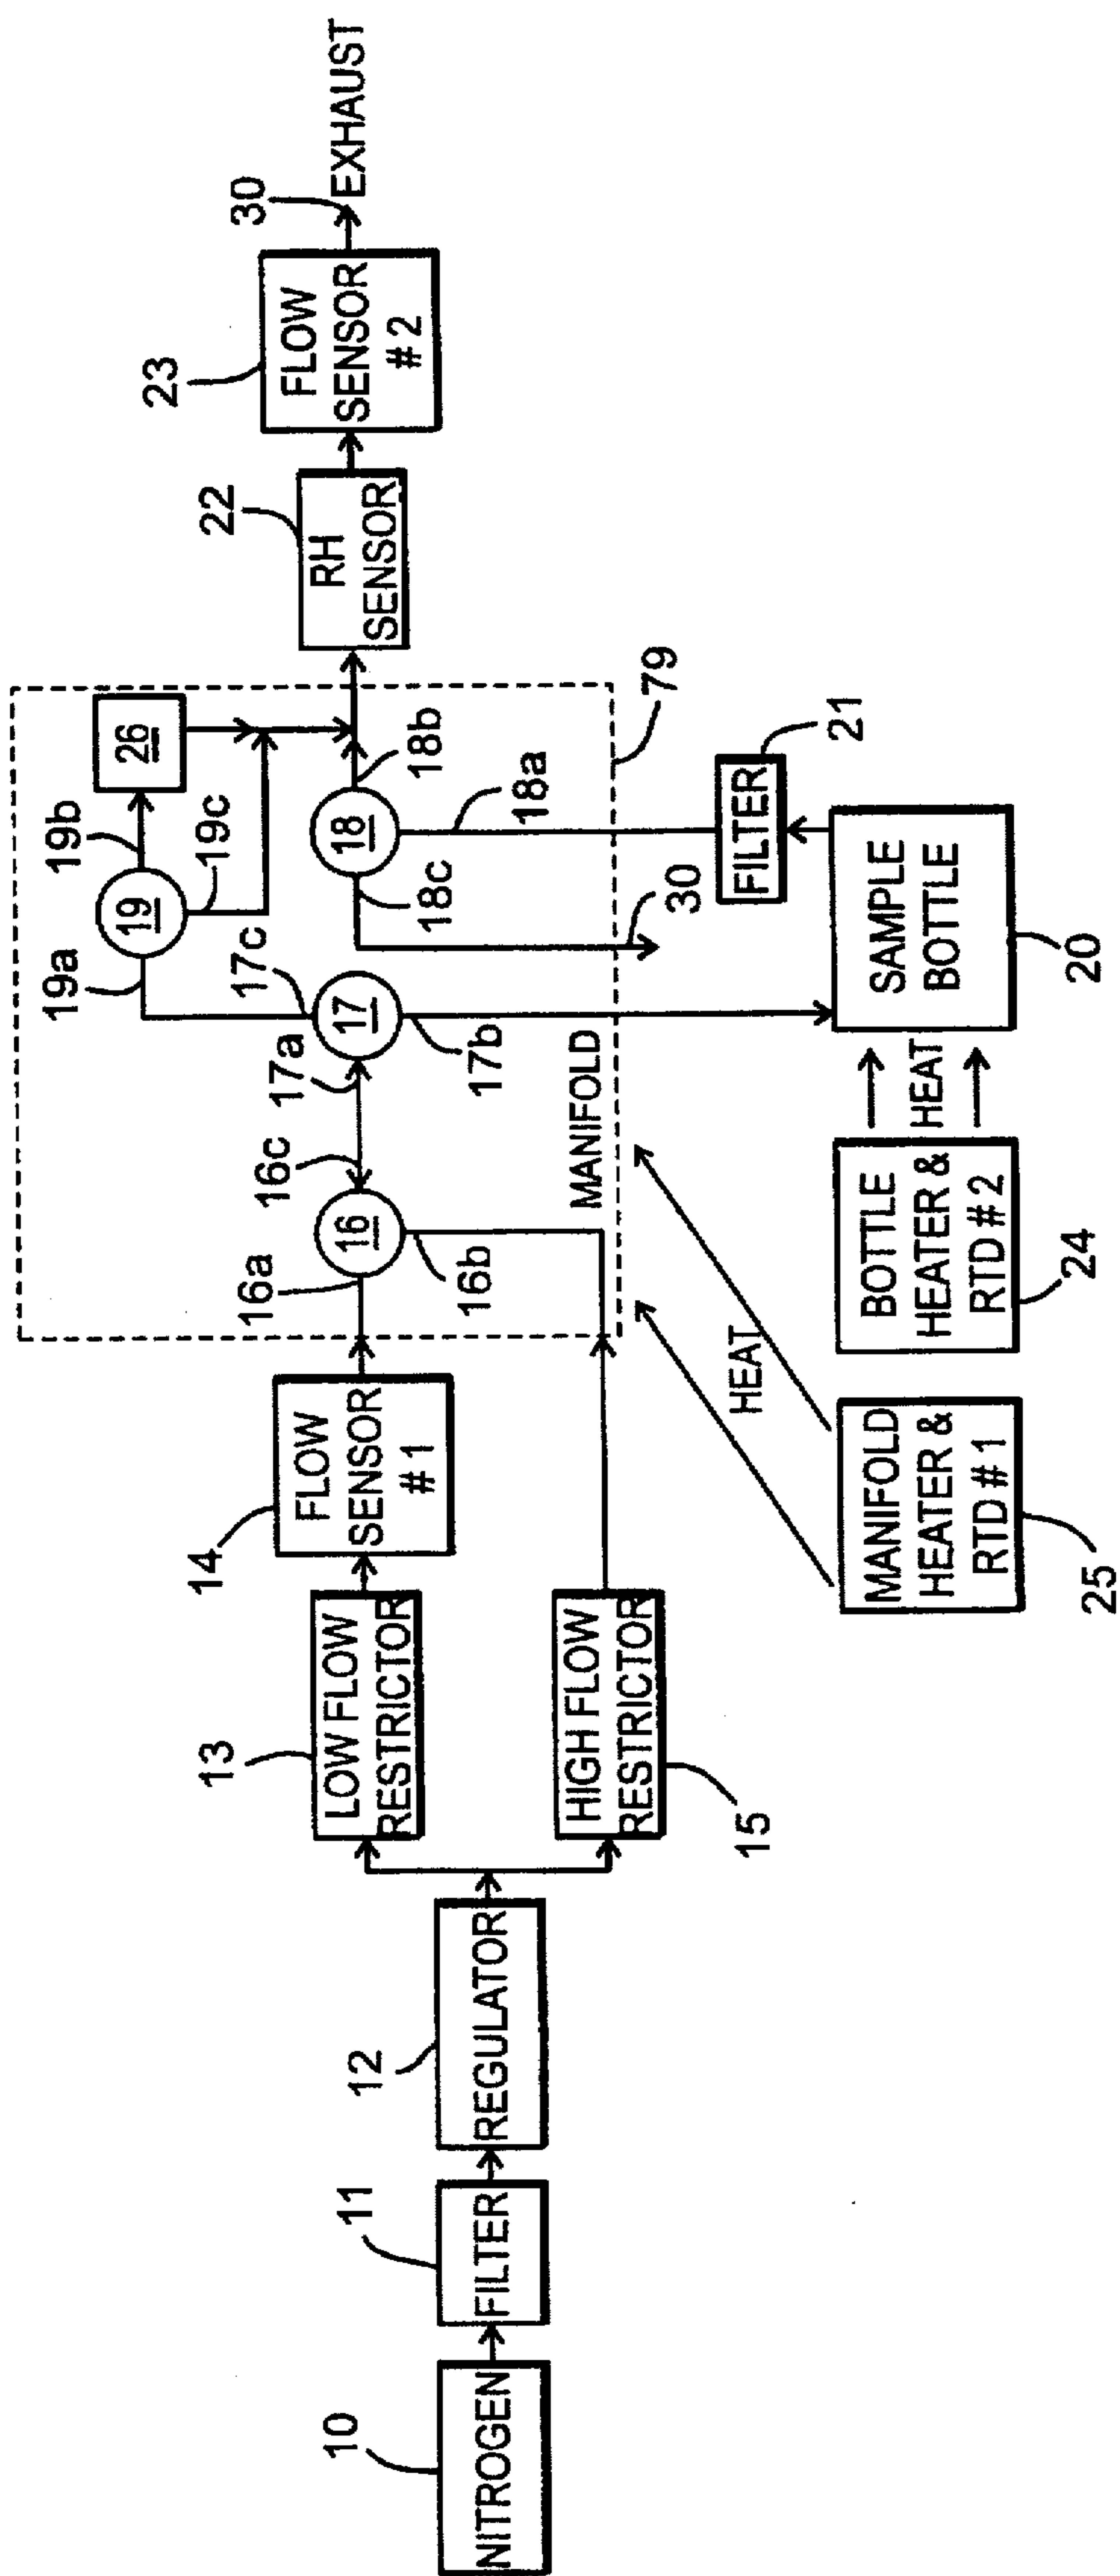 10
NITROGEN
11
FILTER
12
REGULATOR
13
LOW FLOW
RESTRICTOR
15
HIGH FLOW
RESTRICTOR
14
FLOW
SENSOR
# 1
16a
16
16b
16c
17a
17
17b
17c
19a
19
19b
19c
26
18
18a
18b
18c
30
MANIFOLD
79
HEAT
MANIFOLD
HEATER &
RTD # 1
25
BOTTLE
HEATER &
RTD # 2
24
HEAT
SAMPLE
BOTTLE
20
FILTER
21
22
RH
SENSOR
23
FLOW
SENSOR
# 2
30
EXHAUST